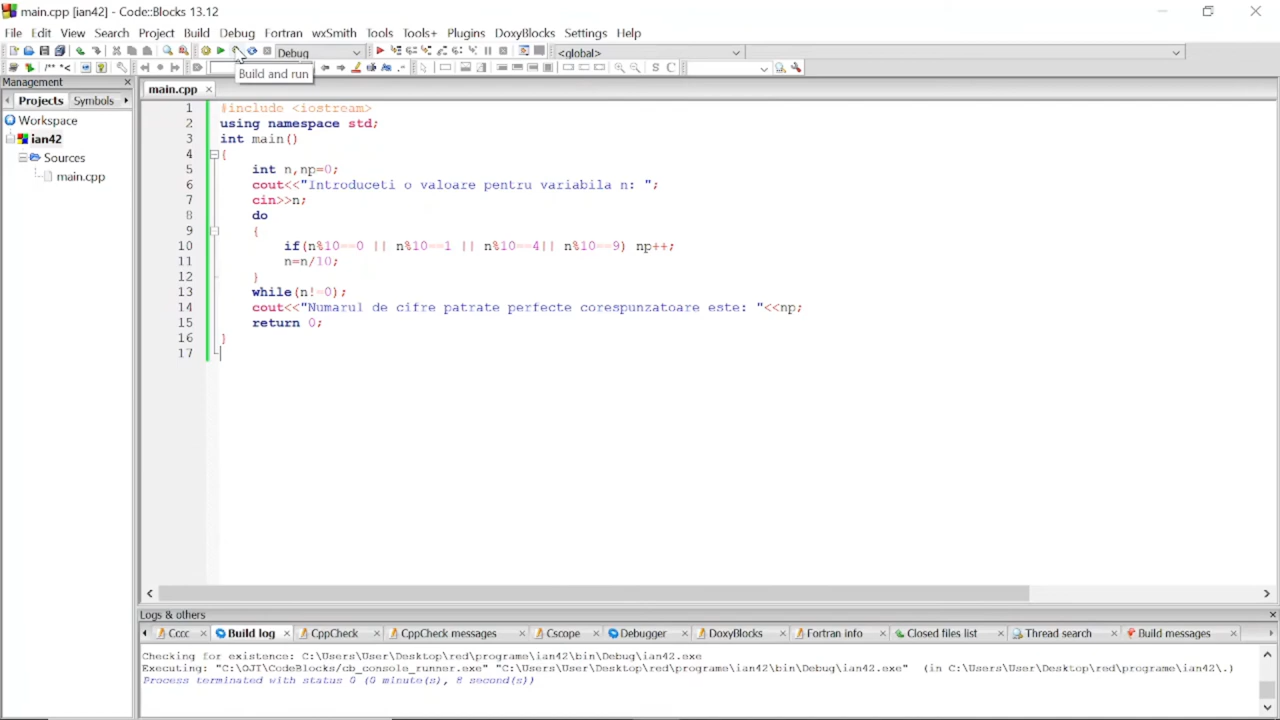 main.cpp [ian42] - Code::Blocks 13.12
File Edit View Search Project Build Debug Fortran wxSmith Tools Tools+ Plugins DoxyBlocks Settings Help
Debug <global>
/** *<
S C
Management
Build and run
Projects Symbols
main.cpp
Workspace
ian42
Sources
main.cpp
1 #include <iostream>
2 using namespace std;
3 int main()
4 {
5 int n,np=0;
6 cout<<"Introduceti o valoare pentru variabila n: ";
7 cin>>n;
8 do
9 {
10 if(n%10==0 || n%10==1 || n%10==4|| n%10==9) np++;
11 n=n/10;
12 }
13 while(n!=0);
14 cout<<"Numarul de cifre patrate perfecte corespunzatoare este: "<<np;
15 return 0;
16 }
17
Logs & others
Cccc Build log CppCheck CppCheck messages Cscope Debugger DoxyBlocks Fortran info Closed files list Thread search Build messages
Checking for existence: C:\Users\User\Desktop\red\programe\ian42\bin\Debug\ian42.exe
Executing: "C:\OJT\CodeBlocks/cb_console_runner.exe" "C:\Users\User\Desktop\red\programe\ian42\bin\Debug\ian42.exe" (in C:\Users\User\Desktop\red\programe\ian42\.)
Process terminated with status 0 (0 minute(s), 8 second(s))